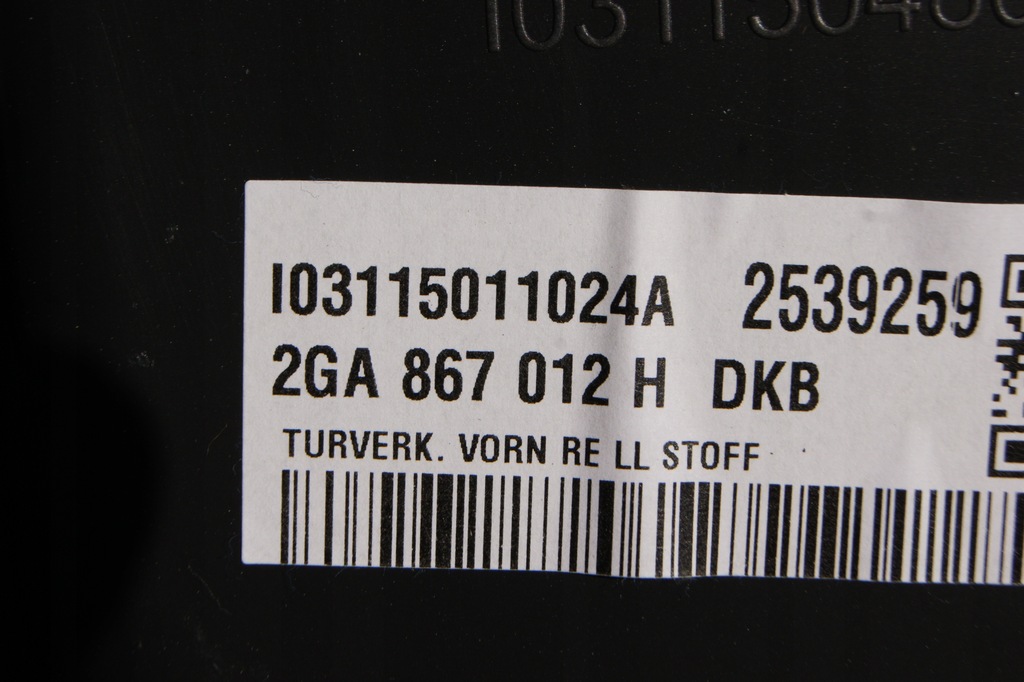 I03115011024A 2539259
2GA 867 012 H DKB
TURVERK. VORN RE LL STOFF